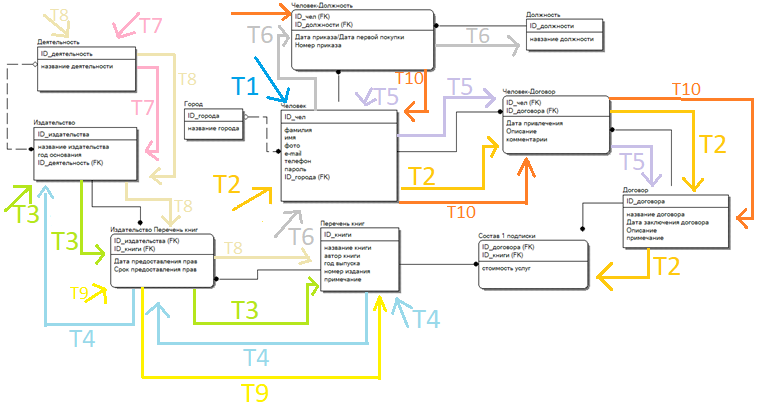 Человек-Должность
ID_чел (FK)
ID_должности (FK)
Дата приказа/Дата первой покупки
Номер приказа
Должность
ID_должности
название должности
Деятельность
ID_деятельность
название деятельности
Город
ID_города
название города
Человек
ID_чел
фамилия
имя
фото
e-mail
телефон
пароль
ID_города (FK)
Человек-Договор
ID_чел (FK)
ID_договора (FK)
Дата привлечения
Описание
комментарии
Издательство
ID_издательства
название издательства
год основания
ID_деятельность (FK)
Издательство Перечень книг
ID_издательства (FK)
ID_книги (FK)
Дата предоставления прав
Срок предоставления прав
Перечень книг
ID_книги
название книги
автор книги
год выпуска
номер издания
примечание
Состав 1 подписки
ID_договора (FK)
ID_книги (FK)
стоимость услуг
Договор
ID_договора
название договора
Дата заключения договора
Описание
примечание
T8
T7
T8
T7
T1
T6
T6
T5
T10
T5
T10
T2
T2
T2
T5
T10
T6
T3
T8
T3
T8
T2
T9
T3
T4
T4
T4
T9